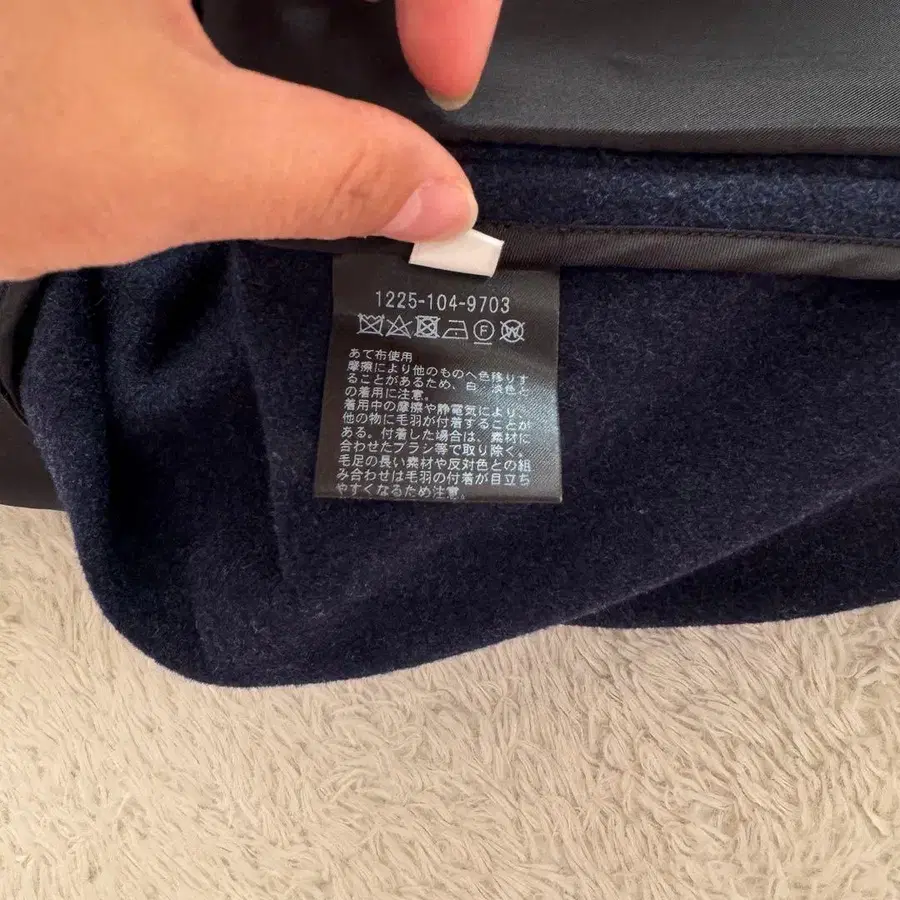 1225-104-9703
F W
あて布使用
摩擦により他のものへ色移りす
ることがあるため、白、淡色と
の着用に注意。
着用中の摩擦や静電気により、
他の物に毛羽が付着することが
ある。付着した場合は、素材に
合わせたブラシ等で取り除く。
毛足の長い素材や反対色との組
み合わせは毛羽の付着が目立ち
やすくなるため注意。